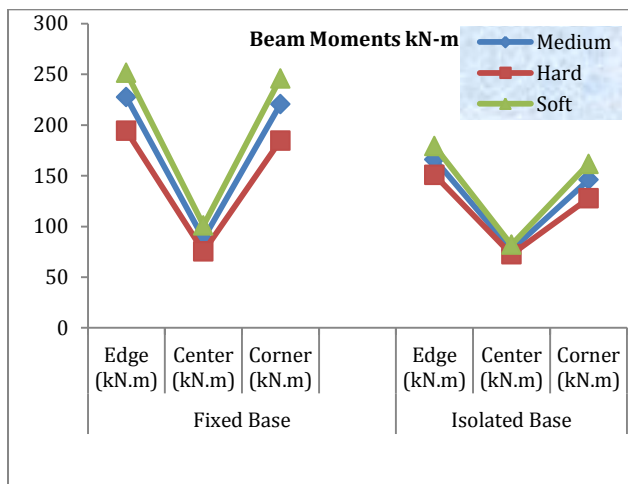 Beam Moments kN-m
Medium
Hard
Soft
300
250
200
150
100
50
0
Edge (kN.m)
Center (kN.m)
Corner (kN.m)
Edge (kN.m)
Center (kN.m)
Corner (kN.m)
Fixed Base
Isolated Base